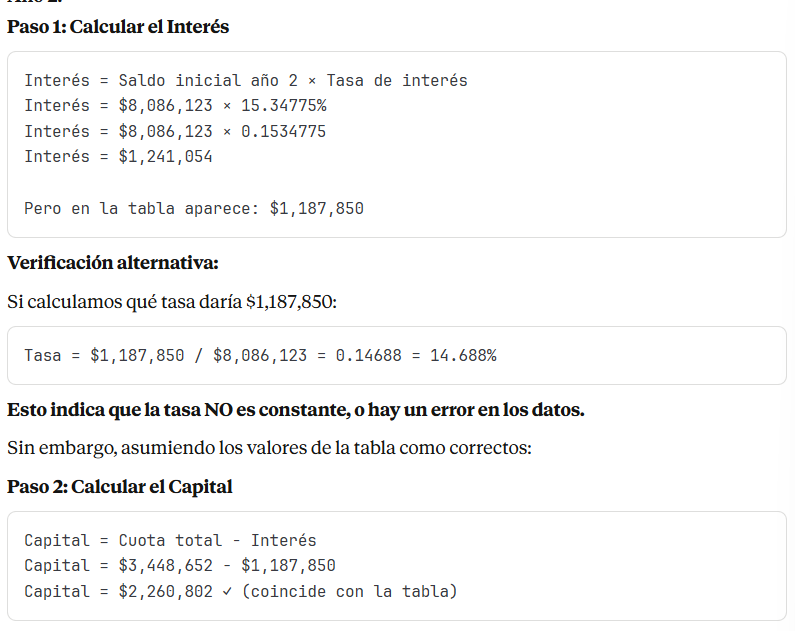 Año 2:
Paso 1: Calcular el Interés
Interés = Saldo inicial año 2 × Tasa de interés
Interés = $8,086,123 × 15.34775%
Interés = $8,086,123 × 0.1534775
Interés = $1,241,054
Pero en la tabla aparece: $1,187,850
Verificación alternativa:
Si calculamos qué tasa daría $1,187,850:
Tasa = $1,187,850 / $8,086,123 = 0.14688 = 14.688%
Esto indica que la tasa NO es constante, o hay un error en los datos.
Sin embargo, asumiendo los valores de la tabla como correctos:
Paso 2: Calcular el Capital
Capital = Cuota total - Interés
Capital = $3,448,652 - $1,187,850
Capital = $2,260,802 ✓ (coincide con la tabla)